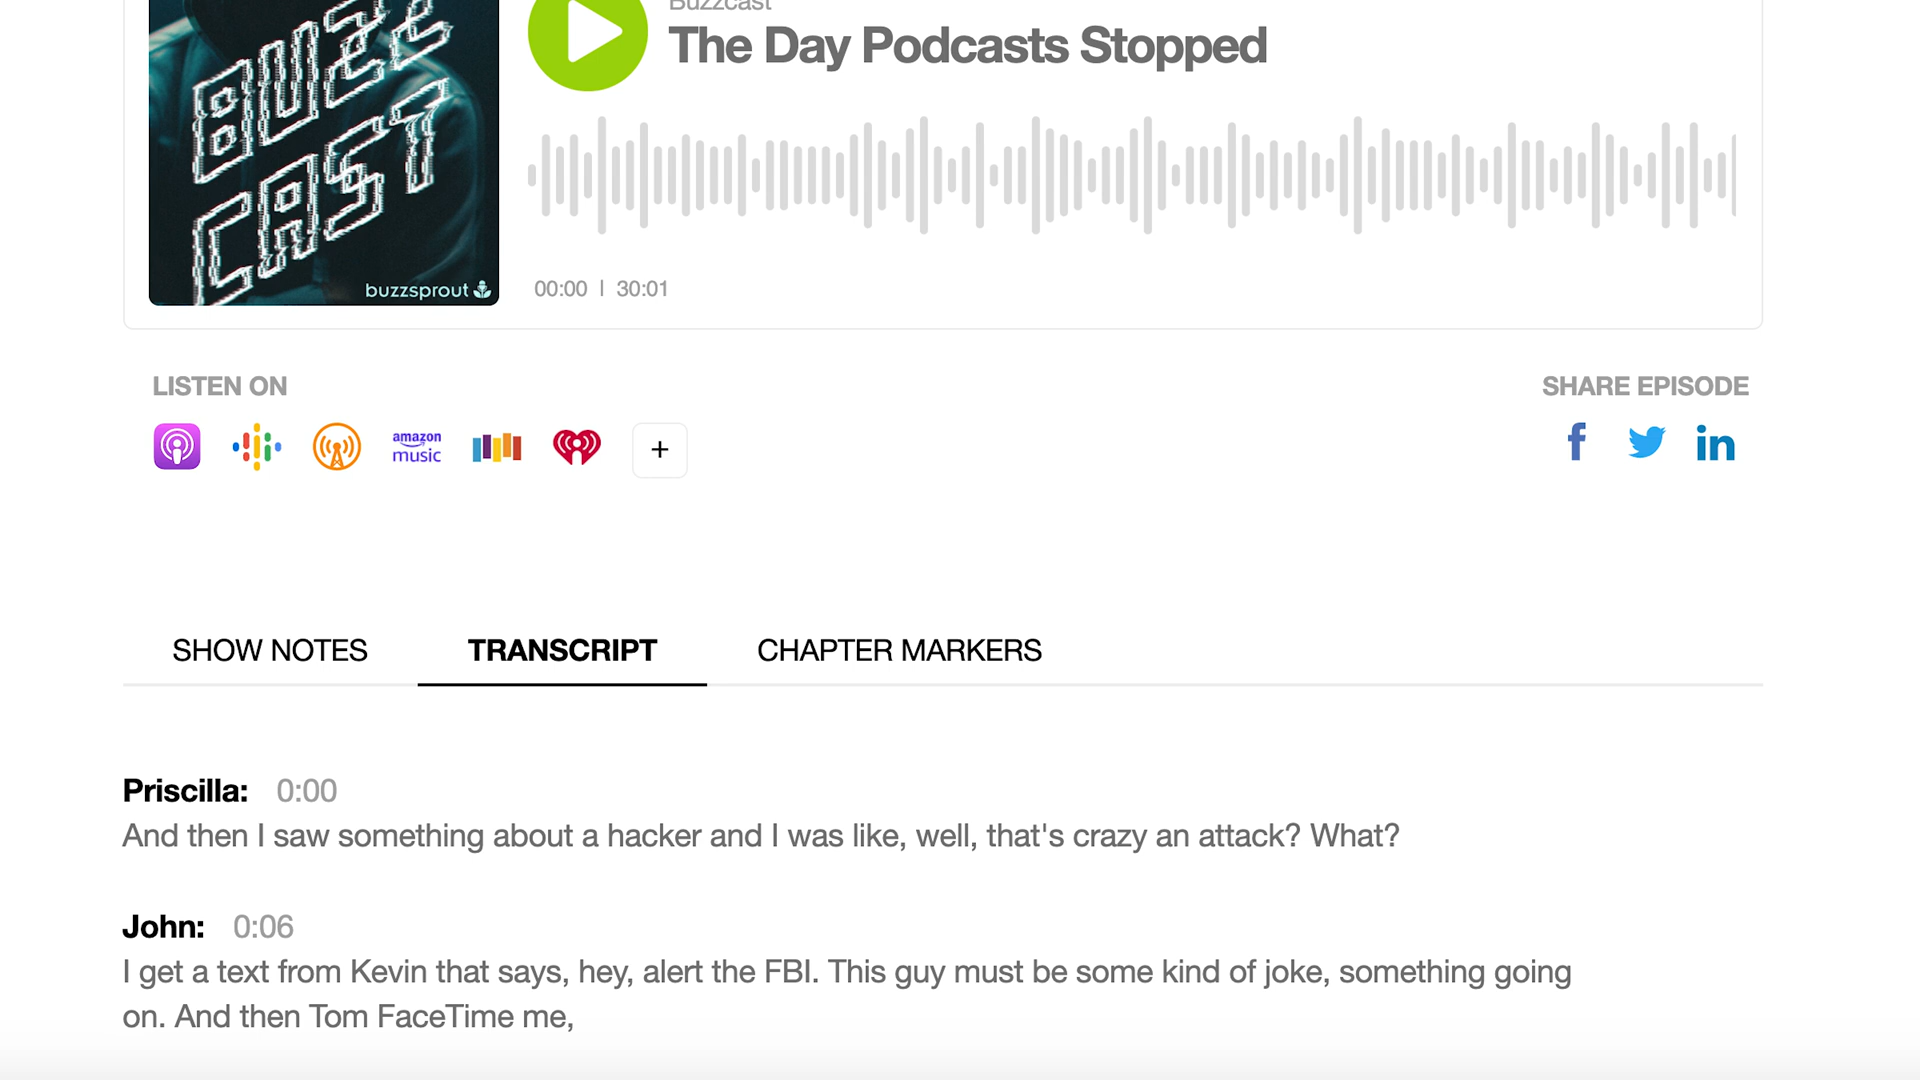 Buzzcast
The Day Podcasts Stopped
BUZZ
CAST
buzzsprout
00:00 | 30:01
LISTEN ON
SHARE EPISODE
amazon
music
+
f
in
SHOW NOTES
TRANSCRIPT
CHAPTER MARKERS
Priscilla: 0:00
And then I saw something about a hacker and I was like, well, that's crazy an attack? What?
John: 0:06
I get a text from Kevin that says, hey, alert the FBI. This guy must be some kind of joke, something going
on. And then Tom FaceTime me,